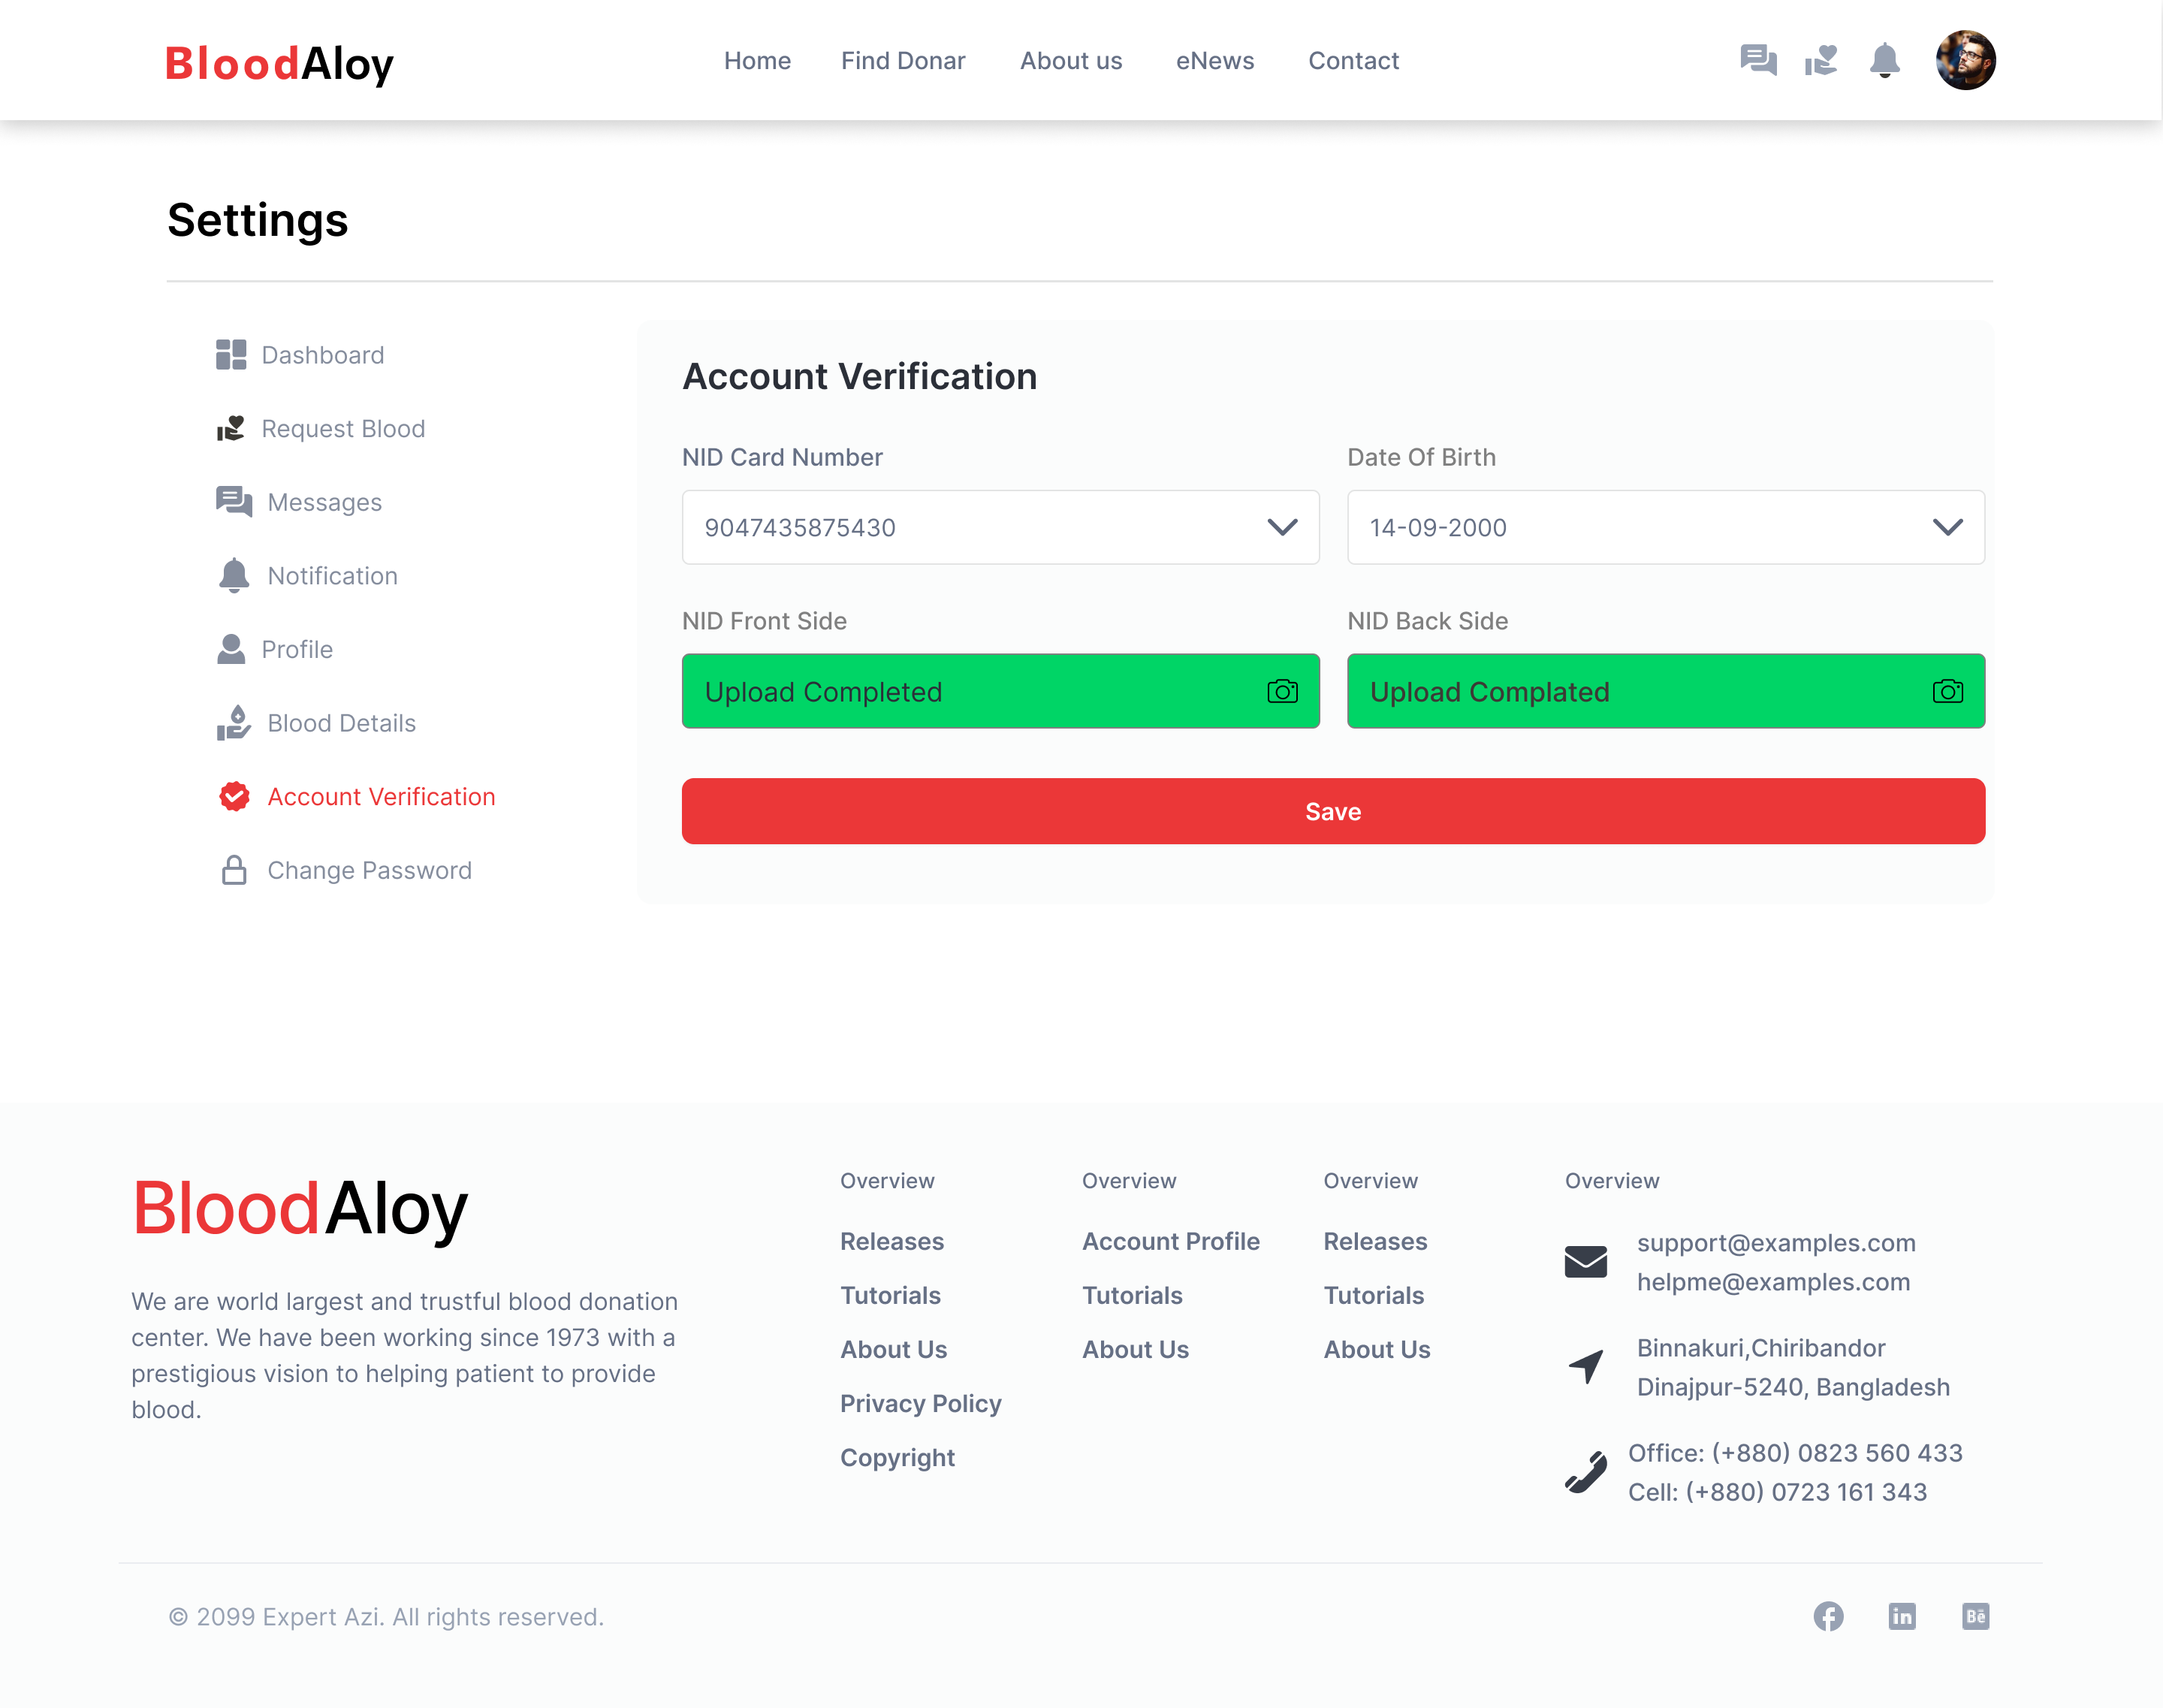 BloodAloy
Home Find Donar About us eNews Contact
Settings
Dashboard
Request Blood
Messages
Notification
Profile
Blood Details
Account Verification
Change Password
Account Verification
NID Card Number
9047435875430
Date Of Birth
14-09-2000
NID Front Side
Upload Completed
NID Back Side
Upload Complated
Save
BloodAloy
We are world largest and trustful blood donation
center. We have been working since 1973 with a
prestigious vision to helping patient to provide
blood.
Overview
Releases
Tutorials
About Us
Privacy Policy
Copyright
Overview
Account Profile
Tutorials
About Us
Overview
Releases
Tutorials
About Us
Overview
support@examples.com
helpme@examples.com
Binnakuri,Chiribandor
Dinajpur-5240, Bangladesh
Office: (+880) 0823 560 433
Cell: (+880) 0723 161 343
© 2099 Expert Azi. All rights reserved.